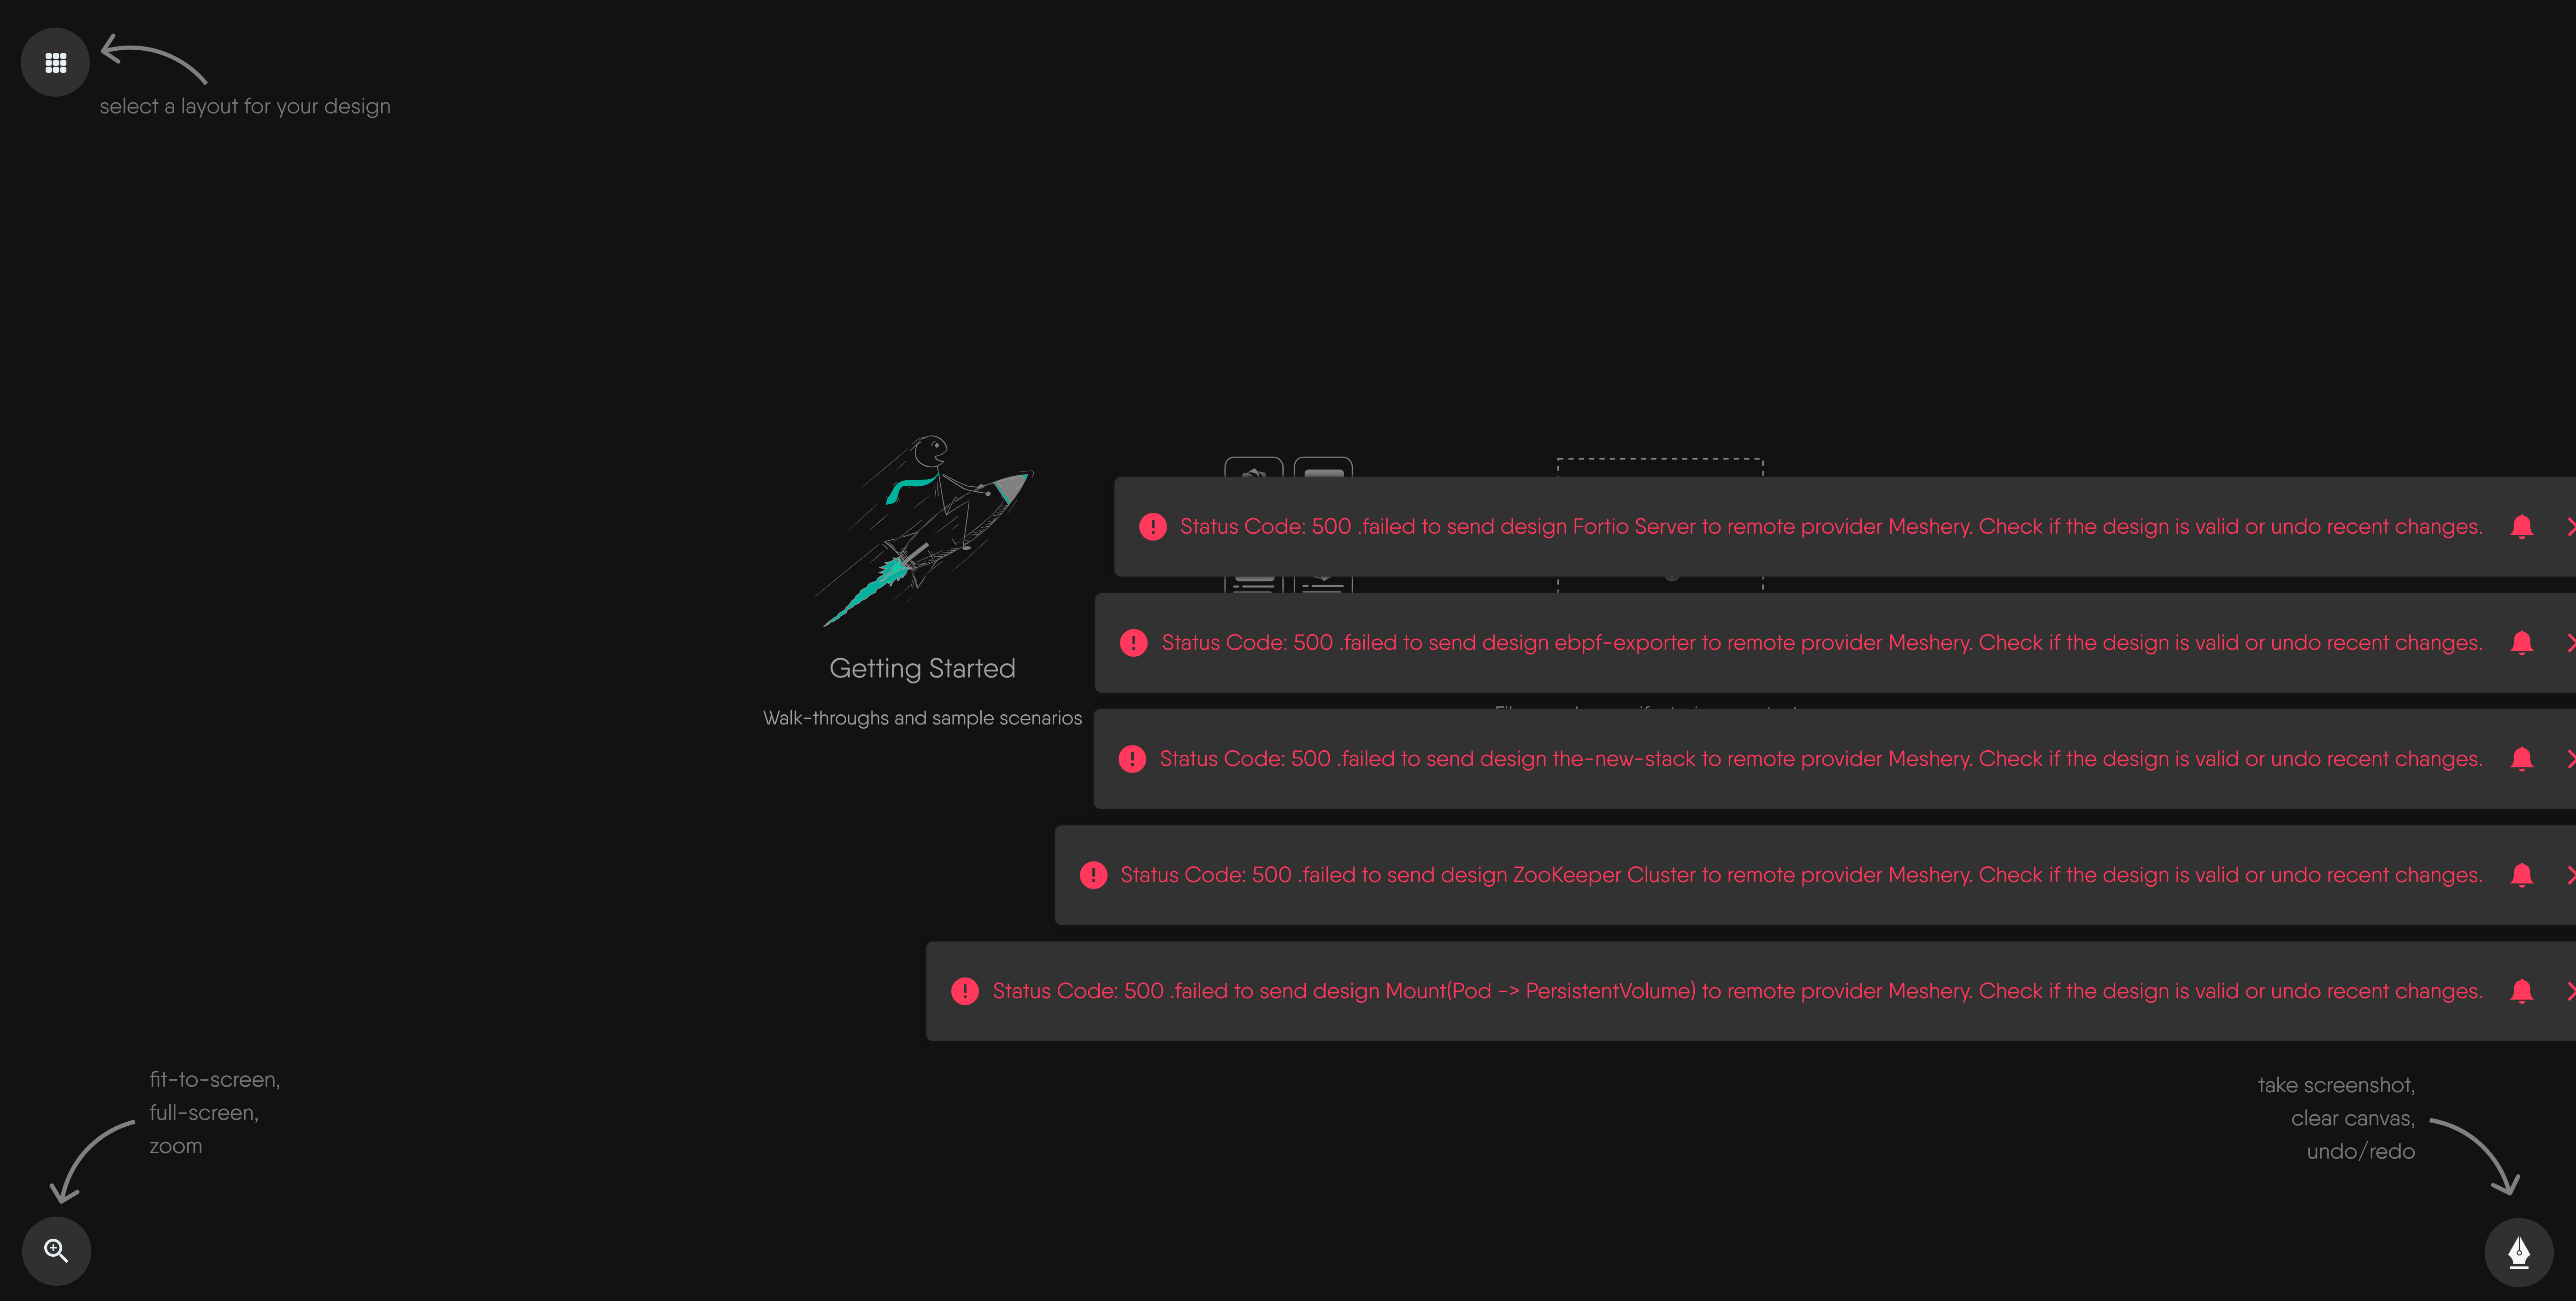 select a layout for your design
Status Code: 500 .failed to send design Fortio Server to remote provider Meshery. Check if the design is valid or undo recent changes.
Status Code: 500 .failed to send design ebpf-exporter to remote provider Meshery. Check if the design is valid or undo recent changes.
Getting Started
Walk-throughs and sample scenarios
Status Code: 500 .failed to send design the-new-stack to remote provider Meshery. Check if the design is valid or undo recent changes.
Status Code: 500 .failed to send design ZooKeeper Cluster to remote provider Meshery. Check if the design is valid or undo recent changes.
Status Code: 500 .failed to send design Mount(Pod -> PersistentVolume) to remote provider Meshery. Check if the design is valid or undo recent changes.
fit-to-screen,
full-screen,
zoom
take screenshot,
clear canvas,
undo/redo